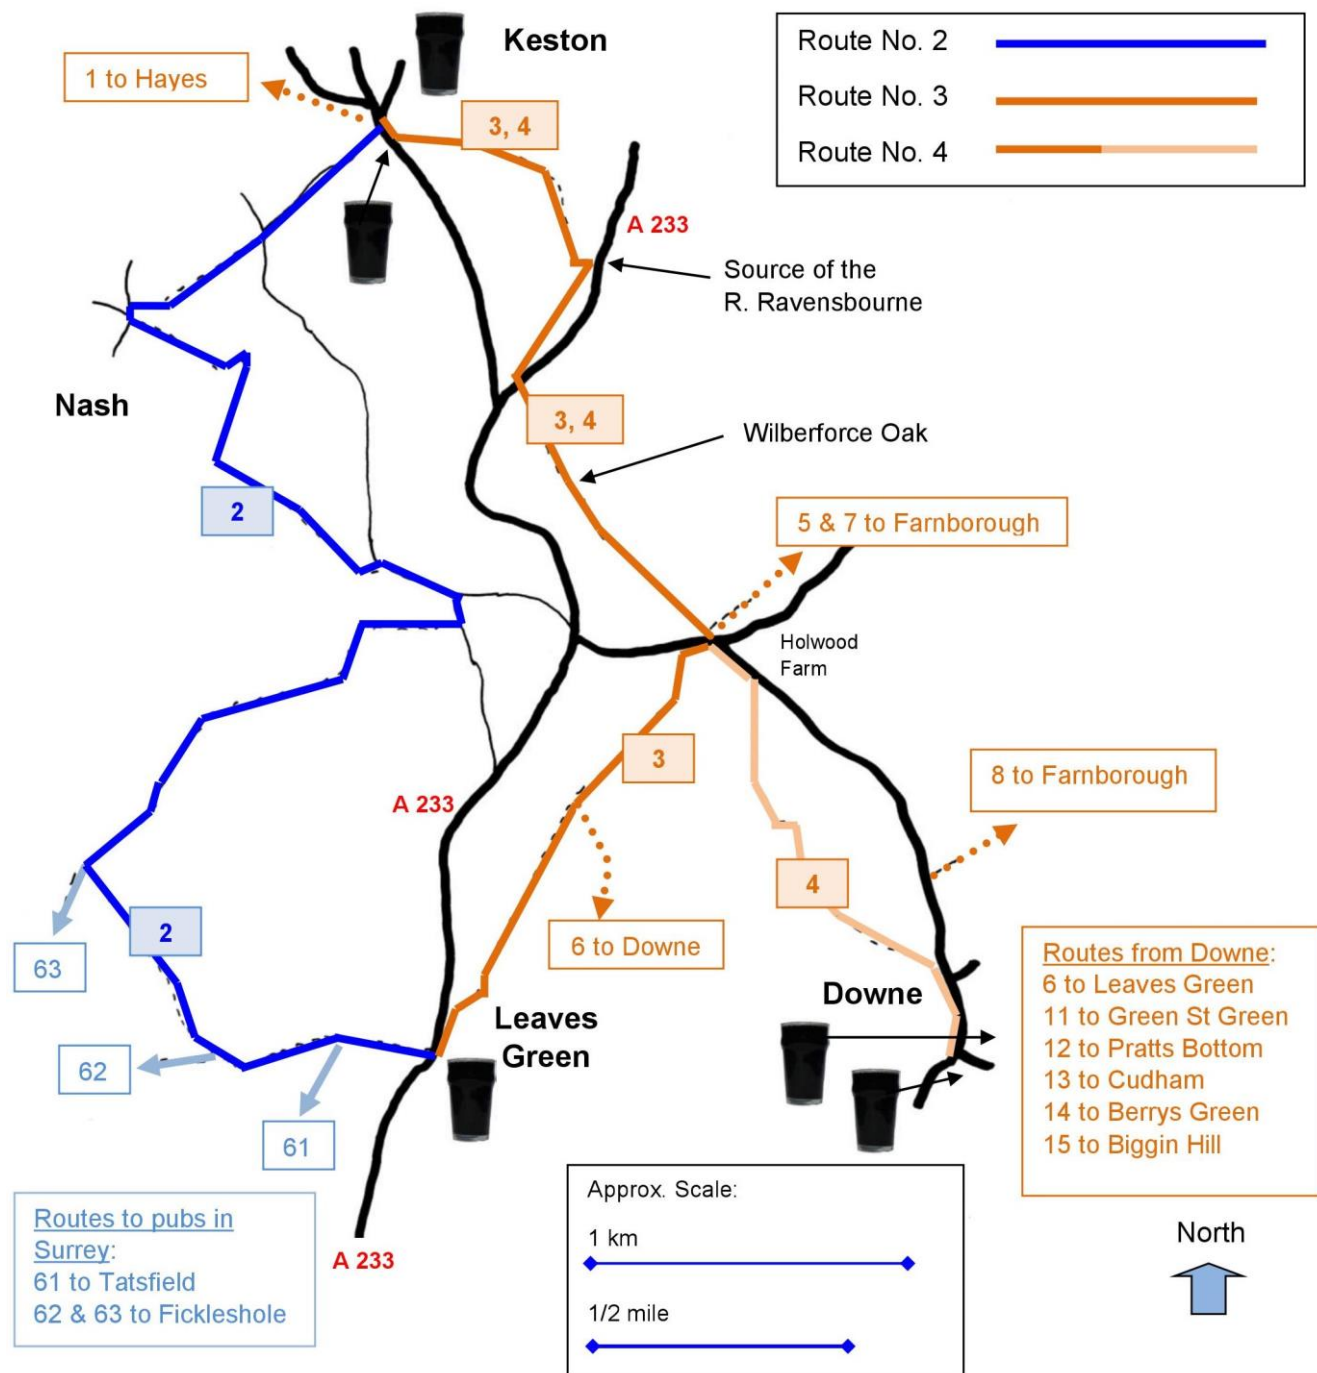 Keston
Route No. 2
Route No. 3
Route No. 4
1 to Hayes
3, 4
A 233
Source of the
R. Ravensbourne
Nash
3, 4
Wilberforce Oak
2
5 & 7 to Farnborough
Holwood
Farm
3
8 to Farnborough
A 233
4
2
6 to Downe
63
Downe
Leaves
Green
62
61
Routes from Downe:
6 to Leaves Green
11 to Green St Green
12 to Pratts Bottom
13 to Cudham
14 to Berrys Green
15 to Biggin Hill
Routes to pubs in
Surrey:
61 to Tatsfield
62 & 63 to Fickleshole
A 233
Approx. Scale:
1 km
1/2 mile
North